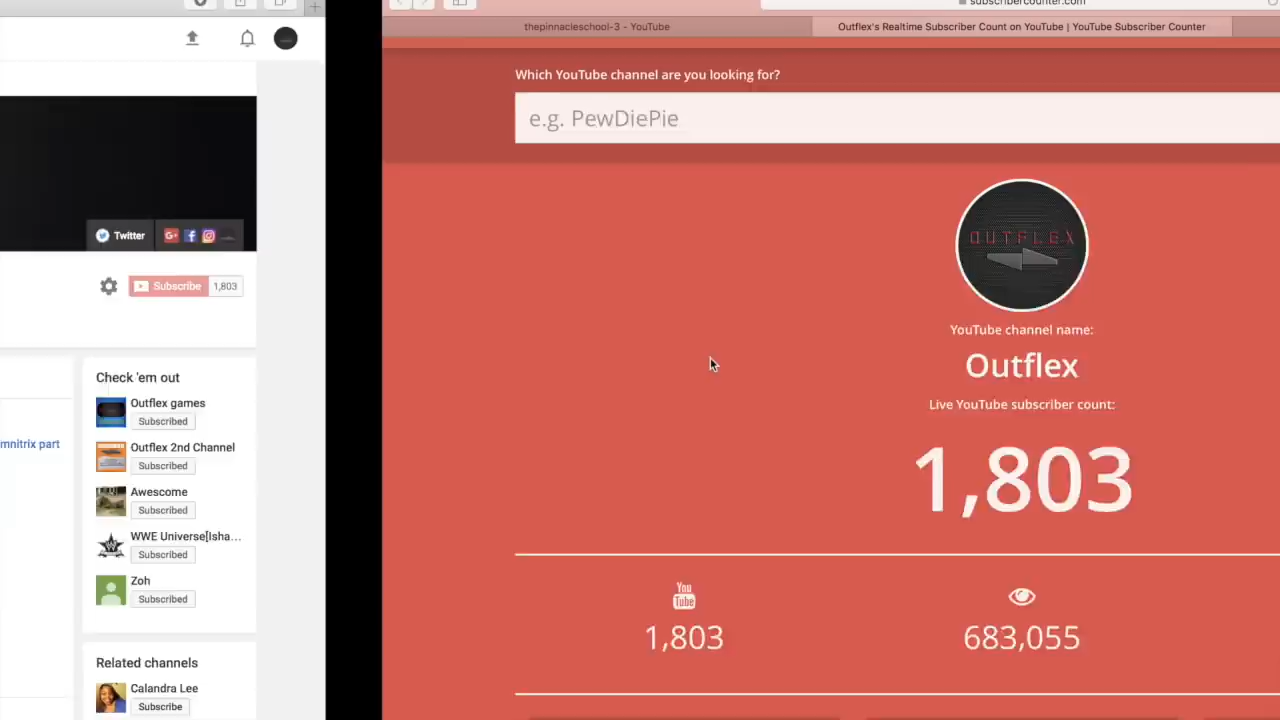 Twitter
Subscribe 1,803
Check 'em out
Outflex games
Subscribed
mnitrix part
Outflex 2nd Channel
Subscribed
Awesome
Subscribed
WWE Universe[Isha...
Subscribed
Zoh
Subscribed
Related channels
Calandra Lee
Subscribe
subscribercounter.com
thepinnacleschool-3 - YouTube
Outflex's Realtime Subscriber Count on YouTube | YouTube Subscriber Counter
Which YouTube channel are you looking for?
e.g. PewDiePie
OUTFLEX
YouTube channel name:
Outflex
Live YouTube subscriber count:
1,803
You
Tube
1,803
683,055